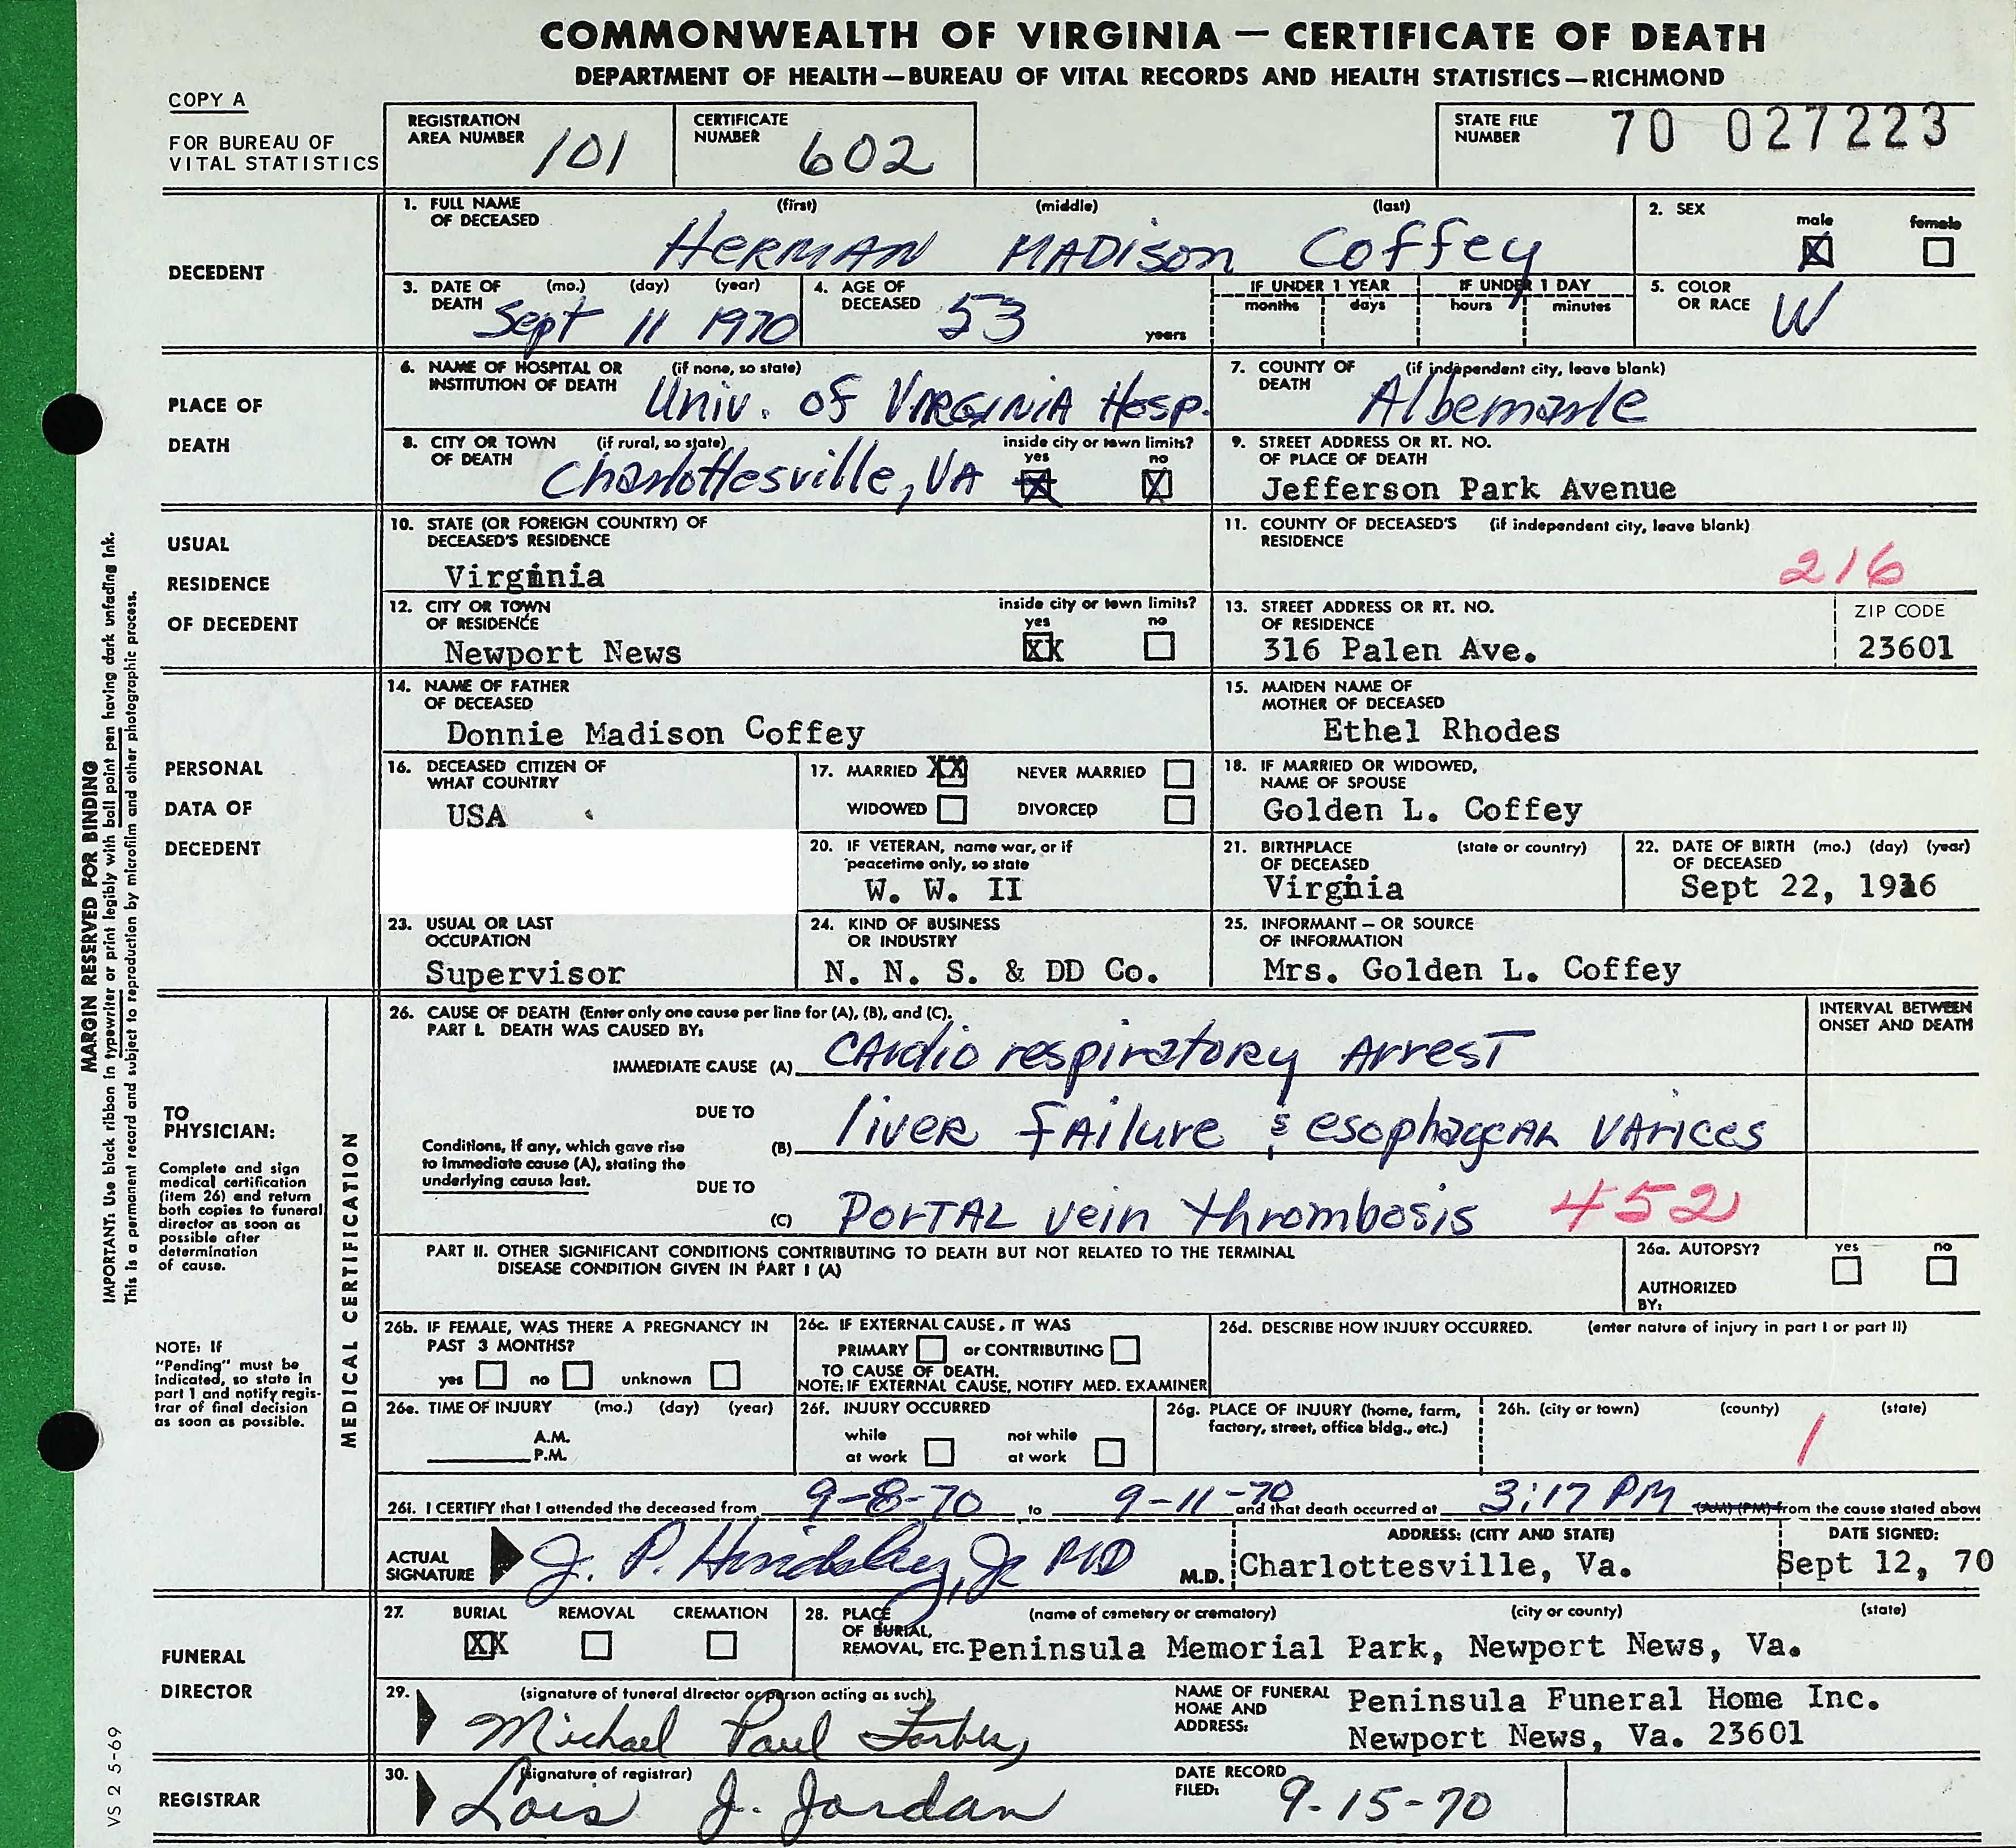 COMMONWEALTH OF VIRGINIA — CERTIFICATE OF DEATH
DEPARTMENT OF HEALTH—BUREAU OF VITAL RECORDS AND HEALTH STATISTICS—RICHMOND
COPY A
FOR BUREAU OF
VITAL STATISTICS
REGISTRATION
AREA NUMBER 101
CERTIFICATE
NUMBER 602
STATE FILE
NUMBER 70 027223
DECEDENT
1. FULL NAME (first) (middle) (last)
OF DECEASED
HERMAN MADISON Coffey
2. SEX male female
X
3. DATE OF (mo.) (day) (year)
DEATH Sept 11 1970
4. AGE OF
DECEASED 53 years
IF UNDER 1 YEAR IF UNDER 1 DAY
months days hours minutes
5. COLOR
OR RACE W
PLACE OF
DEATH
6. NAME OF HOSPITAL OR (if none, so state)
INSTITUTION OF DEATH Univ. of VIRGINIA Hosp.
7. COUNTY OF (if independent city, leave blank)
DEATH Albemarle
8. CITY OR TOWN (if rural, so state) inside city or town limits?
OF DEATH yes no
Charlottesville, VA X X
9. STREET ADDRESS OR RT. NO.
OF PLACE OF DEATH
Jefferson Park Avenue
USUAL
RESIDENCE
OF DECEDENT
10. STATE (OR FOREIGN COUNTRY) OF
DECEASED'S RESIDENCE
Virginia
11. COUNTY OF DECEASED'S (if independent city, leave blank)
RESIDENCE
216
12. CITY OR TOWN inside city or town limits?
OF RESIDENCE yes no
Newport News XX
13. STREET ADDRESS OR RT. NO.
OF RESIDENCE
316 Palen Ave.
ZIP CODE
23601
PERSONAL
DATA OF
DECEDENT
14. NAME OF FATHER
OF DECEASED
Donnie Madison Coffey
15. MAIDEN NAME OF
MOTHER OF DECEASED
Ethel Rhodes
16. DECEASED CITIZEN OF
WHAT COUNTRY
USA
17. MARRIED XX NEVER MARRIED
WIDOWED DIVORCED
18. IF MARRIED OR WIDOWED,
NAME OF SPOUSE
Golden L. Coffey
20. IF VETERAN, name war, or if
peacetime only, so state
W. W. II
21. BIRTHPLACE (state or country)
OF DECEASED
Virgnia
22. DATE OF BIRTH (mo.) (day) (year)
OF DECEASED
Sept 22, 1916
23. USUAL OR LAST
OCCUPATION
Supervisor
24. KIND OF BUSINESS
OR INDUSTRY
N. N. S. & DD Co.
25. INFORMANT — OR SOURCE
OF INFORMATION
Mrs. Golden L. Coffey
MARGIN RESERVED FOR BINDING
IMPORTANT: Use black ribbon in typewriter or print legibly with ball point pen having dark unfading ink.
This is a permanent record and subject to reproduction by microfilm and other photographic process.
TO
PHYSICIAN:
Complete and sign
medical certification
(item 26) and return
both copies to funeral
director as soon as
possible after
determination
of cause.
NOTE: IF
"Pending" must be
indicated, so state in
part 1 and notify regis-
trar of final decision
as soon as possible.
MEDICAL CERTIFICATION
26. CAUSE OF DEATH (Enter only one cause per line for (A), (B), and (C).
PART I. DEATH WAS CAUSED BY:
INTERVAL BETWEEN
ONSET AND DEATH
IMMEDIATE CAUSE (A) CArdio respiratory Arrest
DUE TO
Conditions, if any, which gave rise
to immediate cause (A), stating the
underlying cause last.
(B) liver failure & esophageal varices
DUE TO
(C) Portal vein thrombosis 452
PART II. OTHER SIGNIFICANT CONDITIONS CONTRIBUTING TO DEATH BUT NOT RELATED TO THE TERMINAL
DISEASE CONDITION GIVEN IN PART I (A)
26a. AUTOPSY? yes no
AUTHORIZED
BY:
26b. IF FEMALE, WAS THERE A PREGNANCY IN
PAST 3 MONTHS?
yes no unknown
26c. IF EXTERNAL CAUSE, IT WAS
PRIMARY or CONTRIBUTING
TO CAUSE OF DEATH.
NOTE: IF EXTERNAL CAUSE, NOTIFY MED. EXAMINER
26d. DESCRIBE HOW INJURY OCCURRED. (enter nature of injury in part I or part II)
26e. TIME OF INJURY (mo.) (day) (year)
A.M.
P.M.
26f. INJURY OCCURRED
while not while
at work at work
26g. PLACE OF INJURY (home, farm,
factory, street, office bldg., etc.)
26h. (city or town) (county) (state)
1
26i. I CERTIFY that I attended the deceased from 9-8-70 to 9-11-70 and that death occurred at 3:17 PM (AM) (PM) from the cause stated above
ACTUAL
SIGNATURE J. P. Jr MD M.D.
ADDRESS: (CITY AND STATE)
Charlottesville, Va.
DATE SIGNED:
Sept 12, 70
FUNERAL
DIRECTOR
27. BURIAL REMOVAL CREMATION
XX
28. PLACE (name of cemetery or crematory) (city or county) (state)
OF BURIAL,
REMOVAL, ETC. Peninsula Memorial Park, Newport News, Va.
29. (signature of funeral director or person acting as such)
Michael Paul
NAME OF FUNERAL
HOME AND
ADDRESS:
Peninsula Funeral Home Inc.
Newport News, Va. 23601
REGISTRAR
30. (signature of registrar)
Lois J. Jordan
DATE RECORD
FILED: 9-15-70
VS 2 5-69